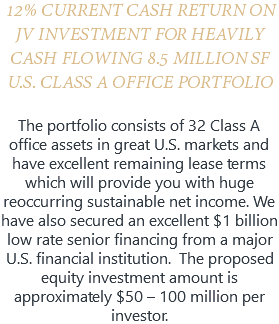 12% CURRENT CASH RETURN ON
JV INVESTMENT FOR HEAVILY
CASH FLOWING 8.5 MILLION SF
U.S. CLASS A OFFICE PORTFOLIO
The portfolio consists of 32 Class A
office assets in great U.S. markets and
have excellent remaining lease terms
which will provide you with huge
reoccurring sustainable net income. We
have also secured an excellent $1 billion
low rate senior financing from a major
U.S. financial institution.  The proposed
equity investment amount is
approximately $50 – 100 million per
investor.